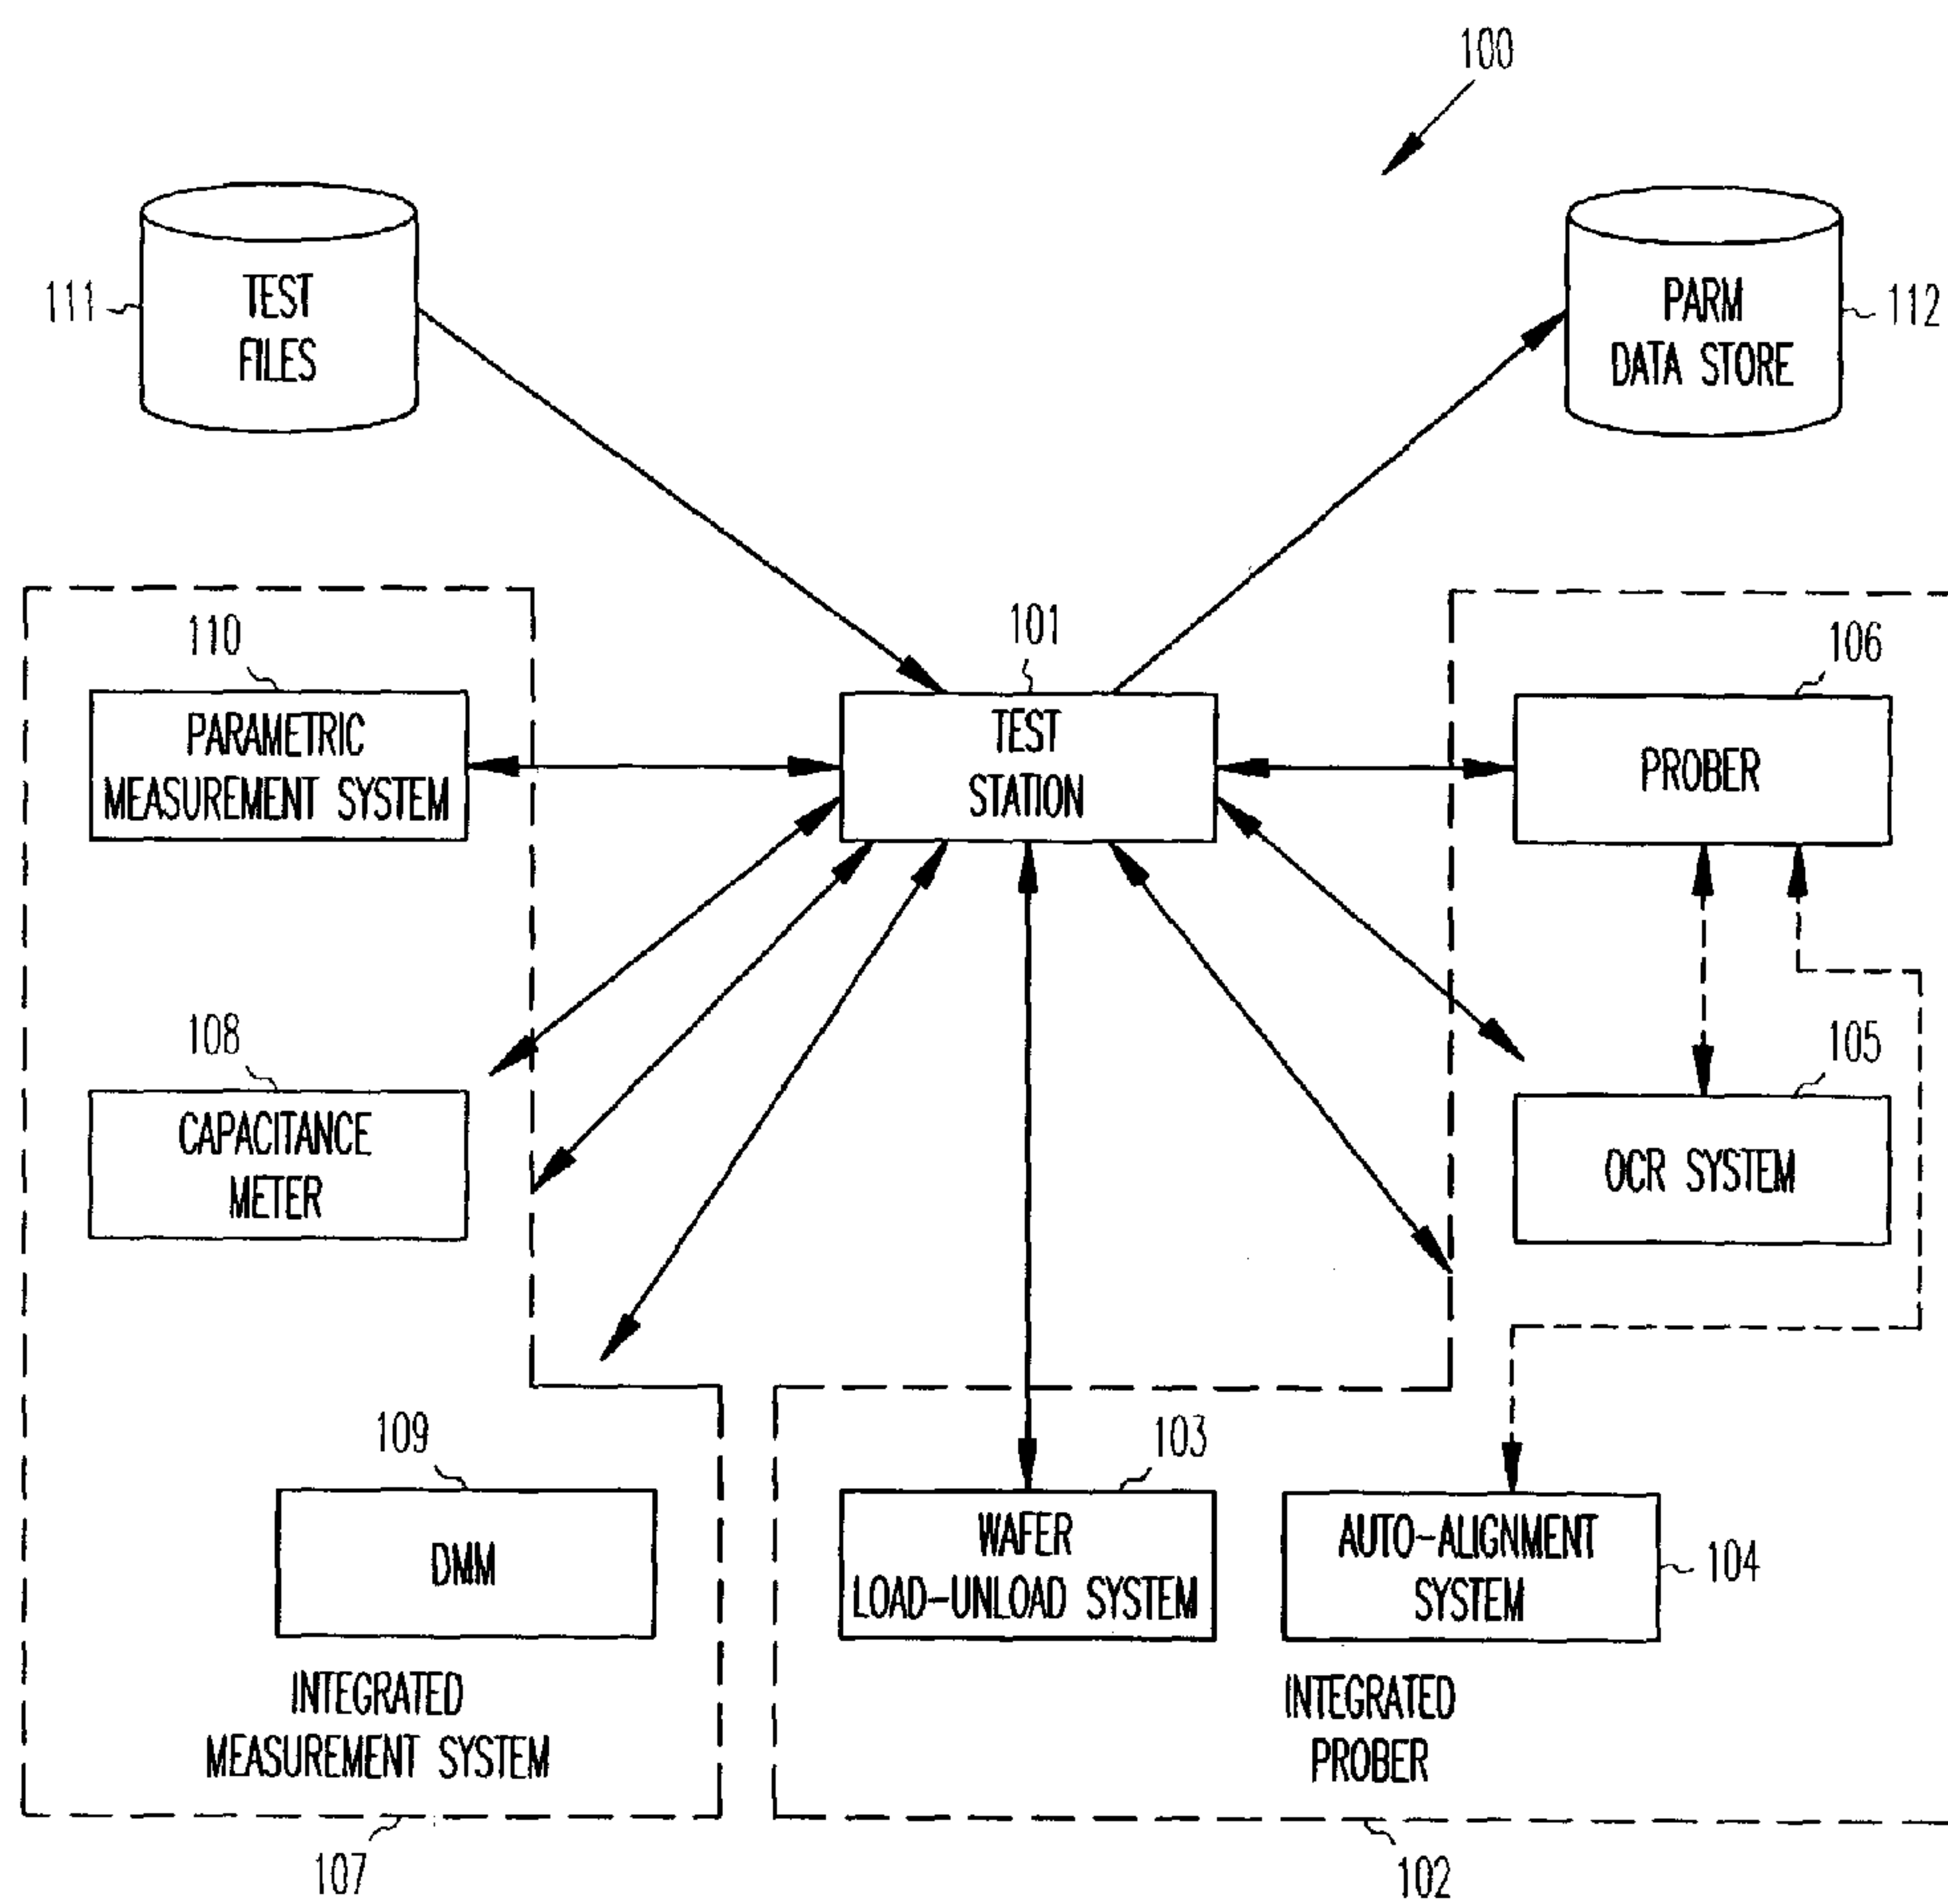 100
111
TEST
FILES
PARM
DATA STORE
112
110
PARAMETRIC
MEASUREMENT SYSTEM
101
TEST
STATION
106
PROBER
108
CAPACITANCE
METER
105
OCR SYSTEM
109
DMM
103
WAFER
LOAD-UNLOAD SYSTEM
AUTO-ALIGNMENT
SYSTEM
104
INTEGRATED
MEASUREMENT SYSTEM
INTEGRATED
PROBER
107
102